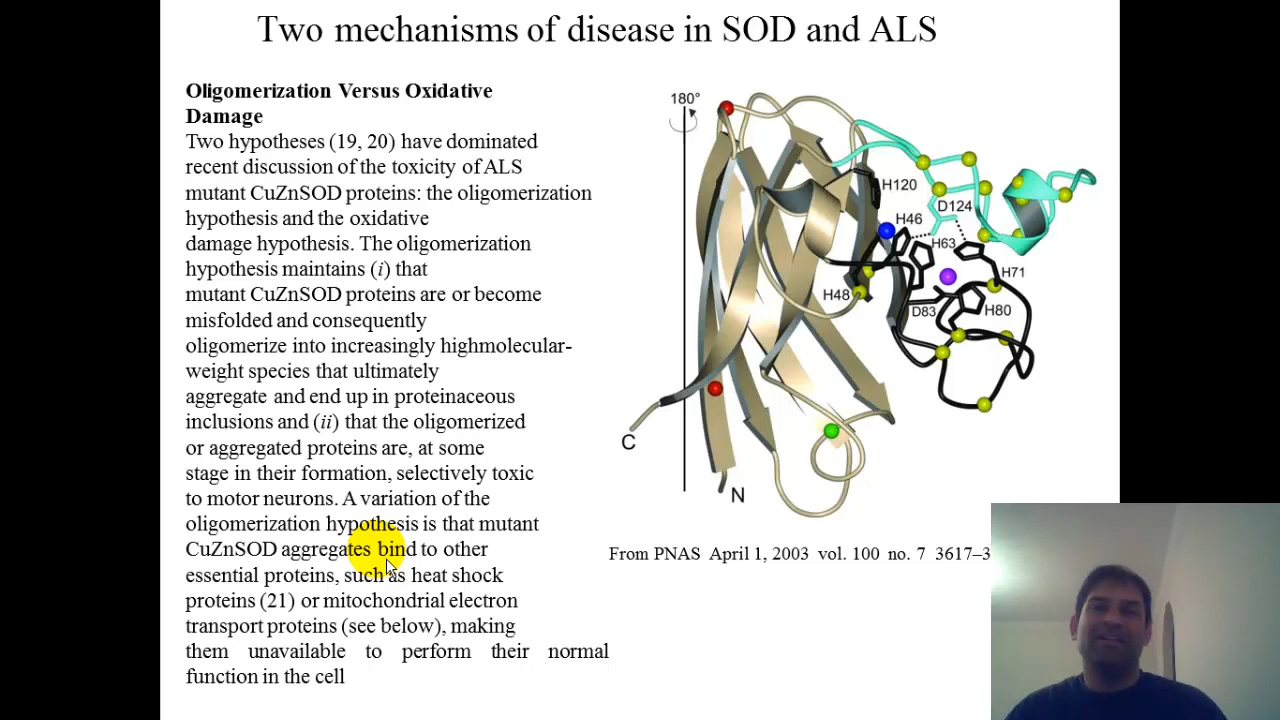 Two mechanisms of disease in SOD and ALS
Oligomerization Versus Oxidative
Damage
Two hypotheses (19, 20) have dominated
recent discussion of the toxicity of ALS
mutant CuZnSOD proteins: the oligomerization
hypothesis and the oxidative
damage hypothesis. The oligomerization
hypothesis maintains (i) that
mutant CuZnSOD proteins are or become
misfolded and consequently
oligomerize into increasingly highmolecular-
weight species that ultimately
aggregate and end up in proteinaceous
inclusions and (ii) that the oligomerized
or aggregated proteins are, at some
stage in their formation, selectively toxic
to motor neurons. A variation of the
oligomerization hypothesis is that mutant
CuZnSOD aggregates bind to other
essential proteins, such as heat shock
proteins (21) or mitochondrial electron
transport proteins (see below), making
them unavailable to perform their normal
function in the cell
180°
H120
D124
H46
H63
H71
H48
D83
H80
C
N
From PNAS April 1, 2003 vol. 100 no. 7 3617–3